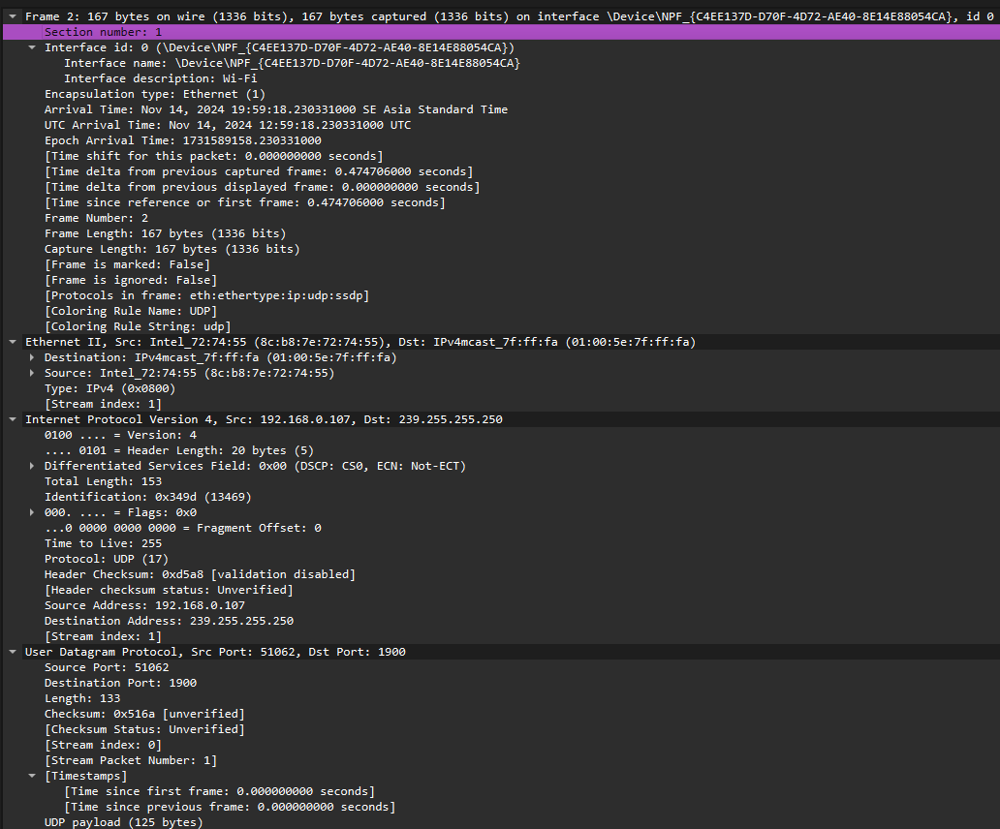 Frame 2: 167 bytes on wire (1336 bits), 167 bytes captured (1336 bits) on interface \Device\NPF_{C4EE137D-D70F-4D72-AE40-8E14E88054CA}, id 0
Section number: 1
Interface id: 0 (\Device\NPF_{C4EE137D-D70F-4D72-AE40-8E14E88054CA})
Interface name: \Device\NPF_{C4EE137D-D70F-4D72-AE40-8E14E88054CA}
Interface description: Wi-Fi
Encapsulation type: Ethernet (1)
Arrival Time: Nov 14, 2024 19:59:18.230331000 SE Asia Standard Time
UTC Arrival Time: Nov 14, 2024 12:59:18.230331000 UTC
Epoch Arrival Time: 1731589158.230331000
[Time shift for this packet: 0.000000000 seconds]
[Time delta from previous captured frame: 0.474706000 seconds]
[Time delta from previous displayed frame: 0.000000000 seconds]
[Time since reference or first frame: 0.474706000 seconds]
Frame Number: 2
Frame Length: 167 bytes (1336 bits)
Capture Length: 167 bytes (1336 bits)
[Frame is marked: False]
[Frame is ignored: False]
[Protocols in frame: eth:ethertype:ip:udp:ssdp]
[Coloring Rule Name: UDP]
[Coloring Rule String: udp]
Ethernet II, Src: Intel_72:74:55 (8c:b8:7e:72:74:55), Dst: IPv4mcast_7f:ff:fa (01:00:5e:7f:ff:fa)
Destination: IPv4mcast_7f:ff:fa (01:00:5e:7f:ff:fa)
Source: Intel_72:74:55 (8c:b8:7e:72:74:55)
Type: IPv4 (0x0800)
[Stream index: 1]
Internet Protocol Version 4, Src: 192.168.0.107, Dst: 239.255.255.250
0100 .... = Version: 4
.... 0101 = Header Length: 20 bytes (5)
Differentiated Services Field: 0x00 (DSCP: CS0, ECN: Not-ECT)
Total Length: 153
Identification: 0x349d (13469)
000. .... = Flags: 0x0
...0 0000 0000 0000 = Fragment Offset: 0
Time to Live: 255
Protocol: UDP (17)
Header Checksum: 0xd5a8 [validation disabled]
[Header checksum status: Unverified]
Source Address: 192.168.0.107
Destination Address: 239.255.255.250
[Stream index: 1]
User Datagram Protocol, Src Port: 51062, Dst Port: 1900
Source Port: 51062
Destination Port: 1900
Length: 133
Checksum: 0x516a [unverified]
[Checksum Status: Unverified]
[Stream index: 0]
[Stream Packet Number: 1]
[Timestamps]
[Time since first frame: 0.000000000 seconds]
[Time since previous frame: 0.000000000 seconds]
UDP payload (125 bytes)